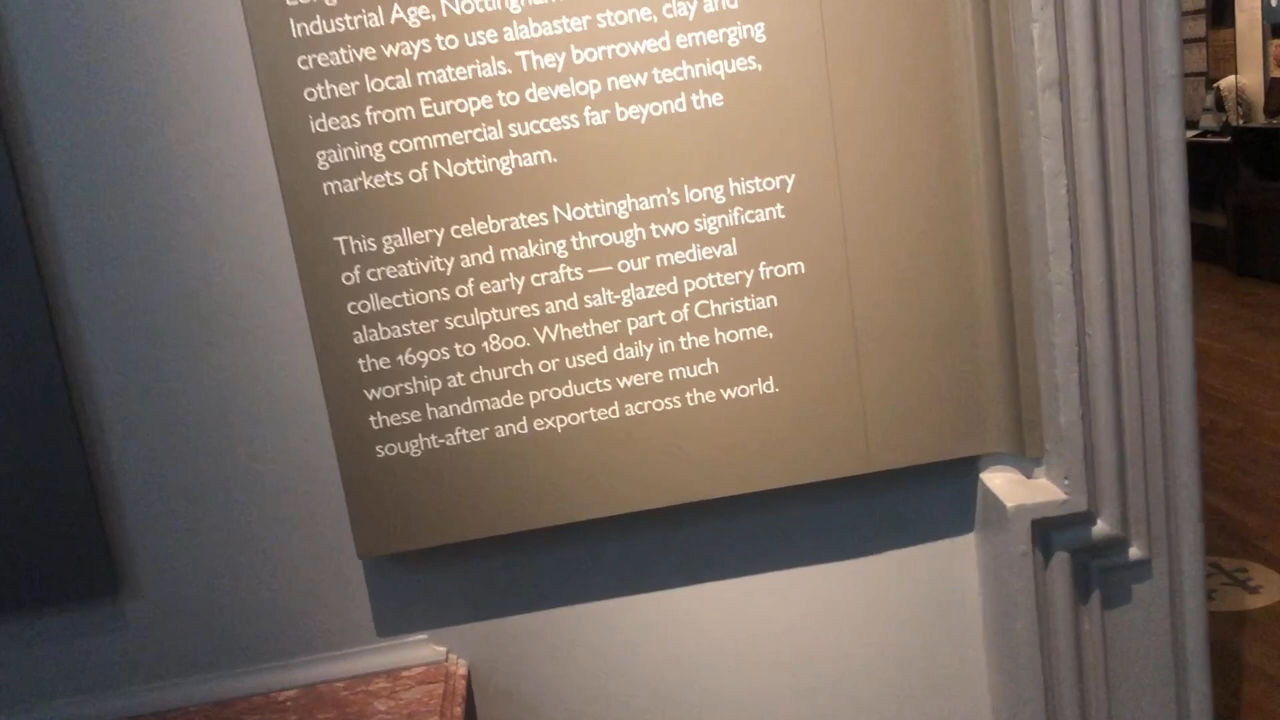 Industrial Age, Nottingham
creative ways to use alabaster stone, clay and
other local materials. They borrowed emerging
ideas from Europe to develop new techniques,
gaining commercial success far beyond the
markets of Nottingham.
This gallery celebrates Nottingham's long history
of creativity and making through two significant
collections of early crafts — our medieval
alabaster sculptures and salt-glazed pottery from
the 1690s to 1800. Whether part of Christian
worship at church or used daily in the home,
these handmade products were much
sought-after and exported across the world.